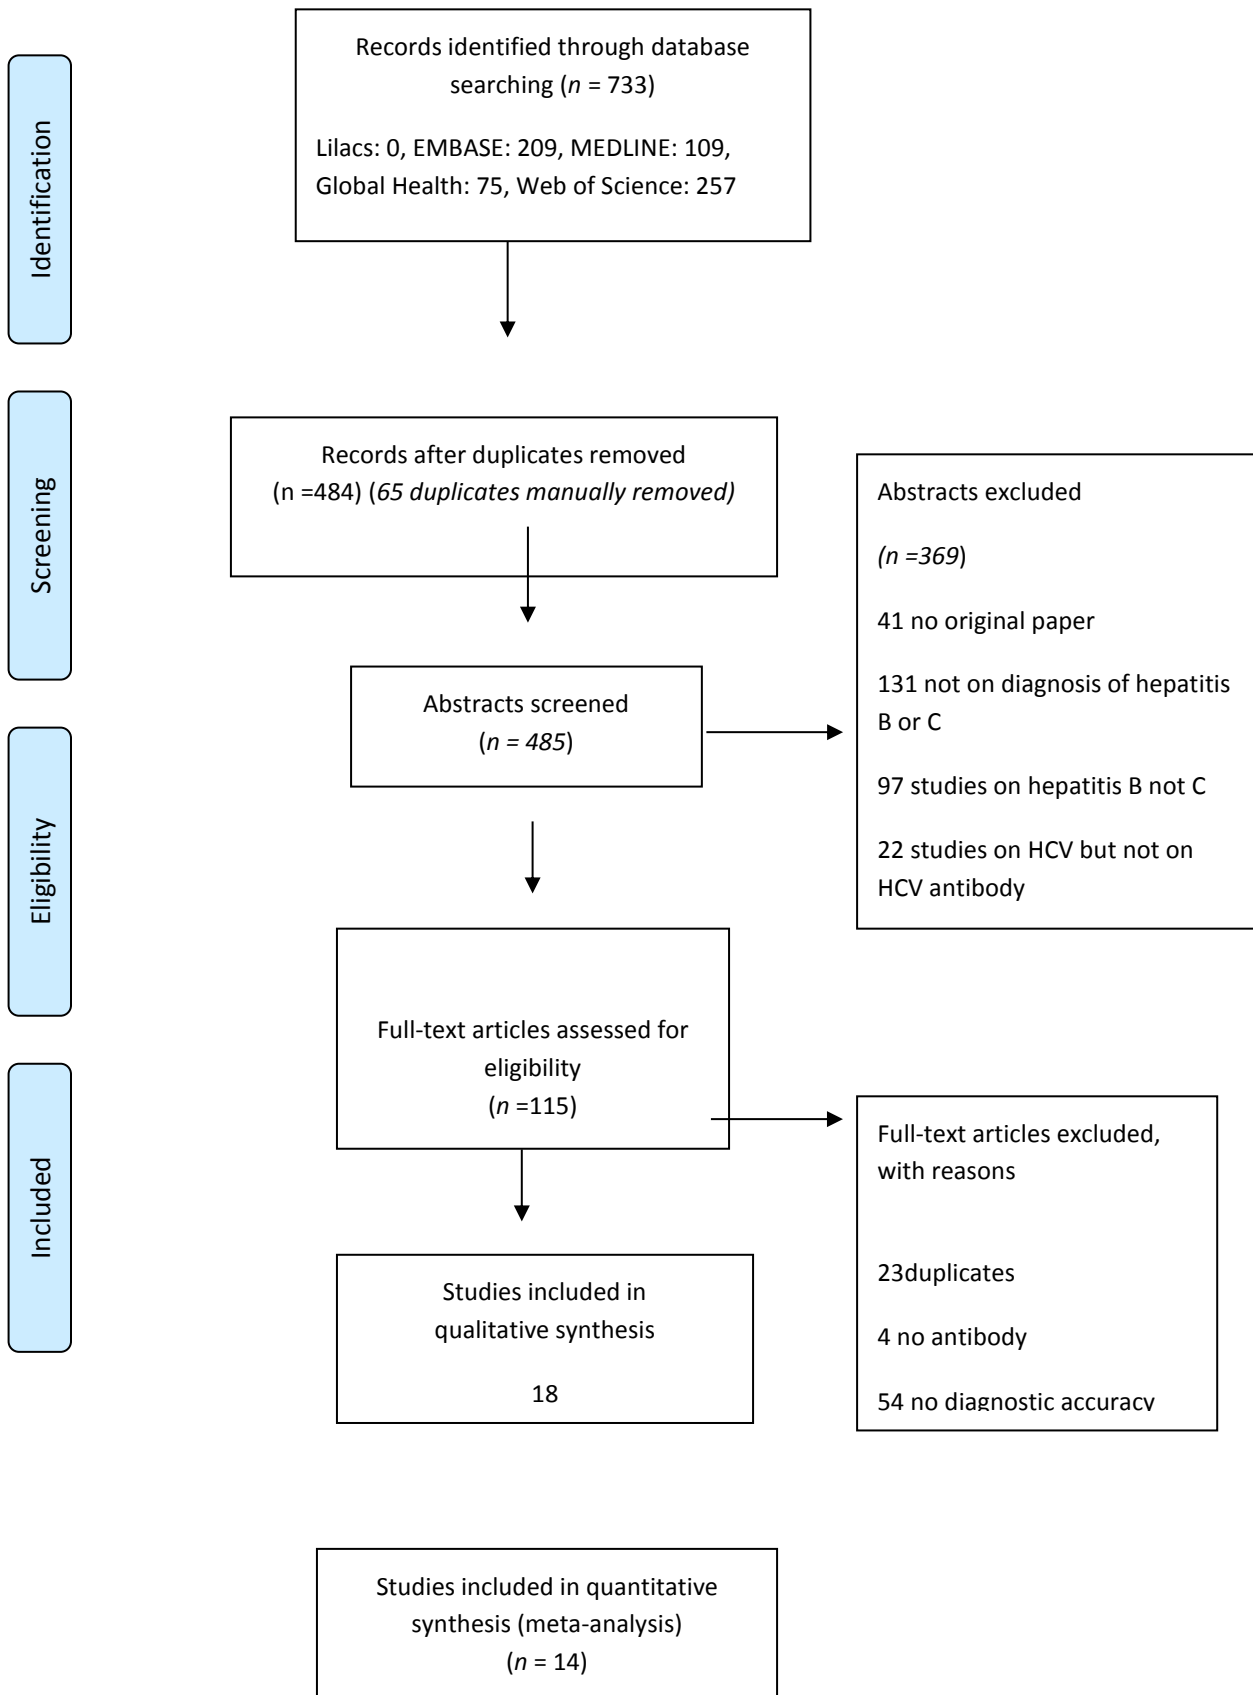 Identification
Records identified through database
searching (n = 733)
Lilacs: 0, EMBASE: 209, MEDLINE: 109,
Global Health: 75, Web of Science: 257
Screening
Records after duplicates removed
(n =484) (65 duplicates manually removed)
Abstracts screened
(n = 485)
Abstracts excluded
(n =369)
41 no original paper
131 not on diagnosis of hepatitis
B or C
97 studies on hepatitis B not C
22 studies on HCV but not on
HCV antibody
Eligibility
Full-text articles assessed for
eligibility
(n =115)
Full-text articles excluded,
with reasons
23duplicates
4 no antibody
54 no diagnostic accuracy
Included
Studies included in
qualitative synthesis
18
Studies included in quantitative
synthesis (meta-analysis)
(n = 14)